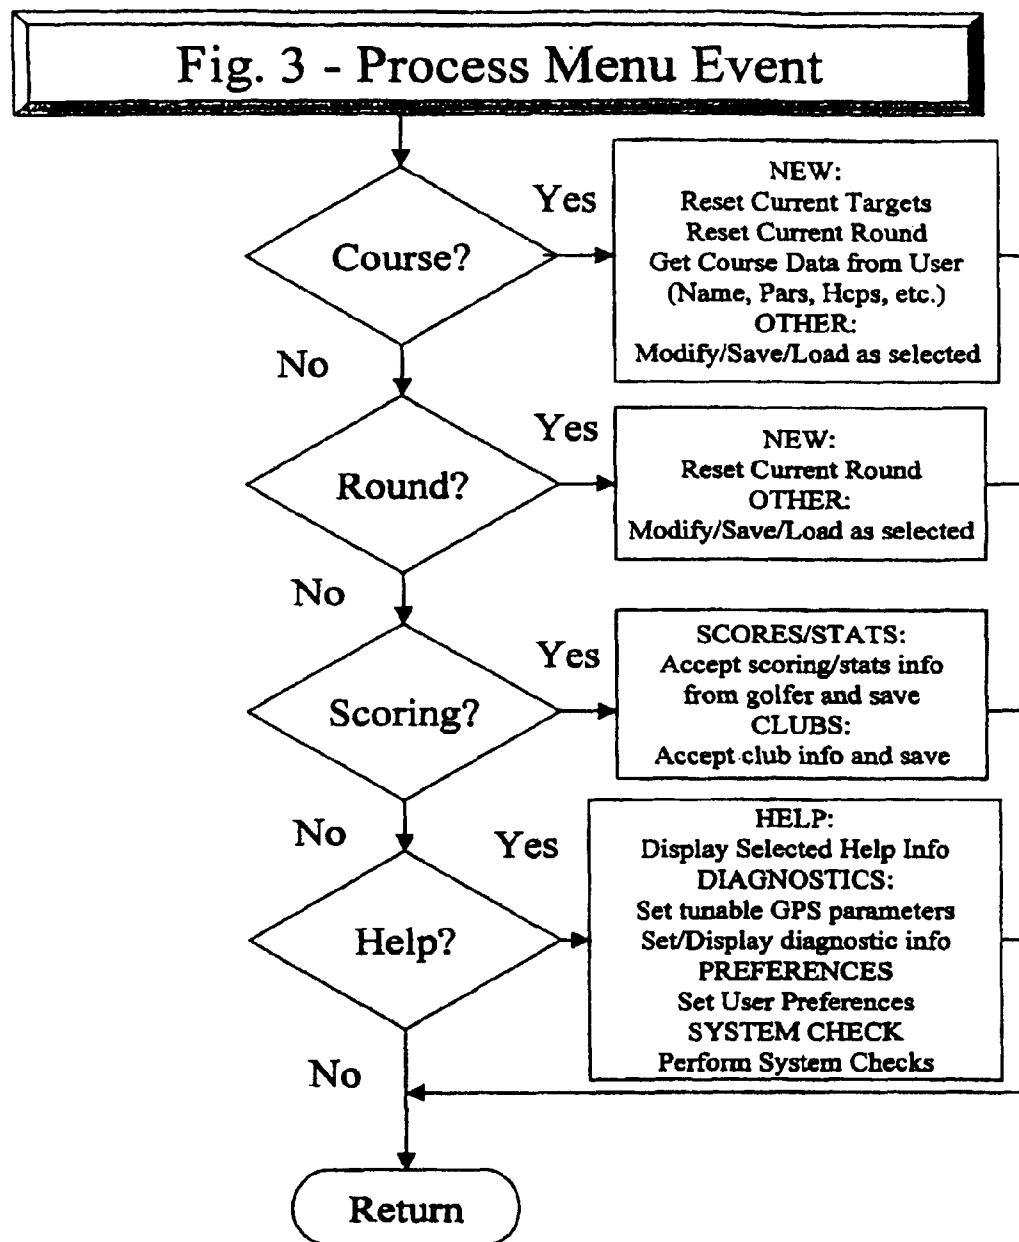 Fig. 3 - Process Menu Event
Course?
Yes
NEW:
Reset Current Targets
Reset Current Round
Get Course Data from User
(Name, Pars, Hcps, etc.)
OTHER:
Modify/Save/Load as selected
No
Round?
Yes
NEW:
Reset Current Round
OTHER:
Modify/Save/Load as selected
No
Scoring?
Yes
SCORES/STATS:
Accept scoring/stats info
from golfer and save
CLUBS:
Accept club info and save
No
Help?
Yes
HELP:
Display Selected Help Info
DIAGNOSTICS:
Set tunable GPS parameters
Set/Display diagnostic info
PREFERENCES
Set User Preferences
SYSTEM CHECK
Perform System Checks
No
Return